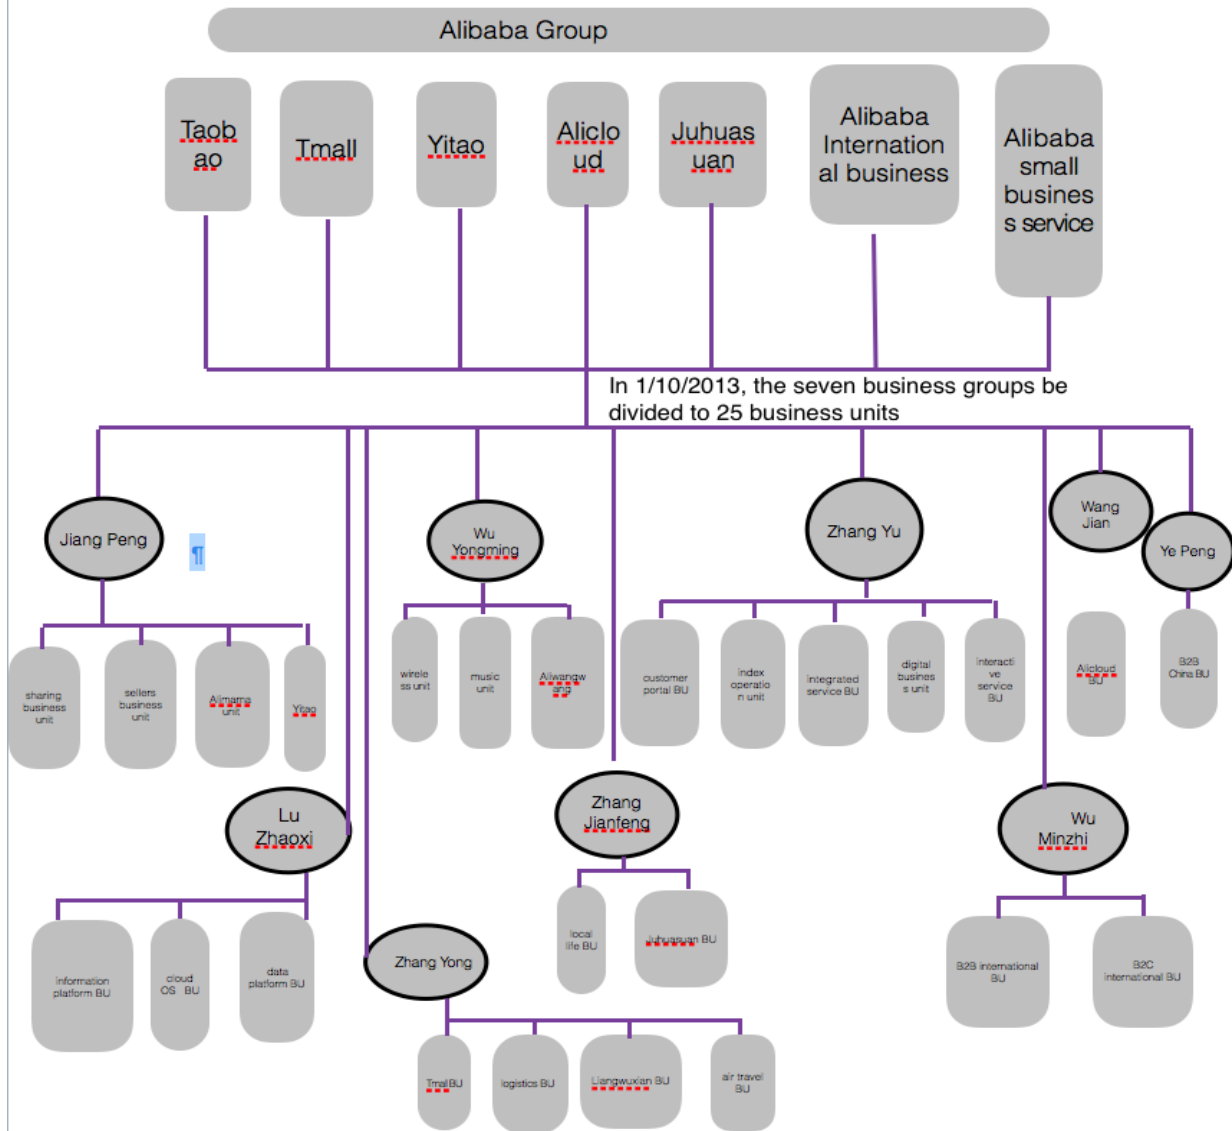 Alibaba Group
Taob
ao
Tmall
Yitao
Aliclo
ud
Juhuas
uan
Alibaba
Internation
al business
Alibaba
small
busines
s service
In 1/10/2013, the seven business groups be
divided to 25 business units
Jiang Peng
¶
Wu
Yongming
Zhang Yu
Wang
Jian
Ye Peng
sharing
business
unit
sellers
business
unit
Alimama
unit
Yitao
wirele
ss unit
music
unit
Aliwangw
ang
customer
portal BU
index
operatio
n unit
integrated
service BU
digital
busines
s unit
interacti
ve
service
BU
Alicloud
BU
B2B
China BU
Lu
Zhaoxi
Zhang
Jianfeng
Wu
Minzhi
information
platform BU
cloud
OS BU
data
platform BU
Zhang Yong
local
life BU
Juhuasuan BU
B2B international
BU
B2C
international BU
TmallBU
logistics BU
Liangwuxian BU
air travel
BU